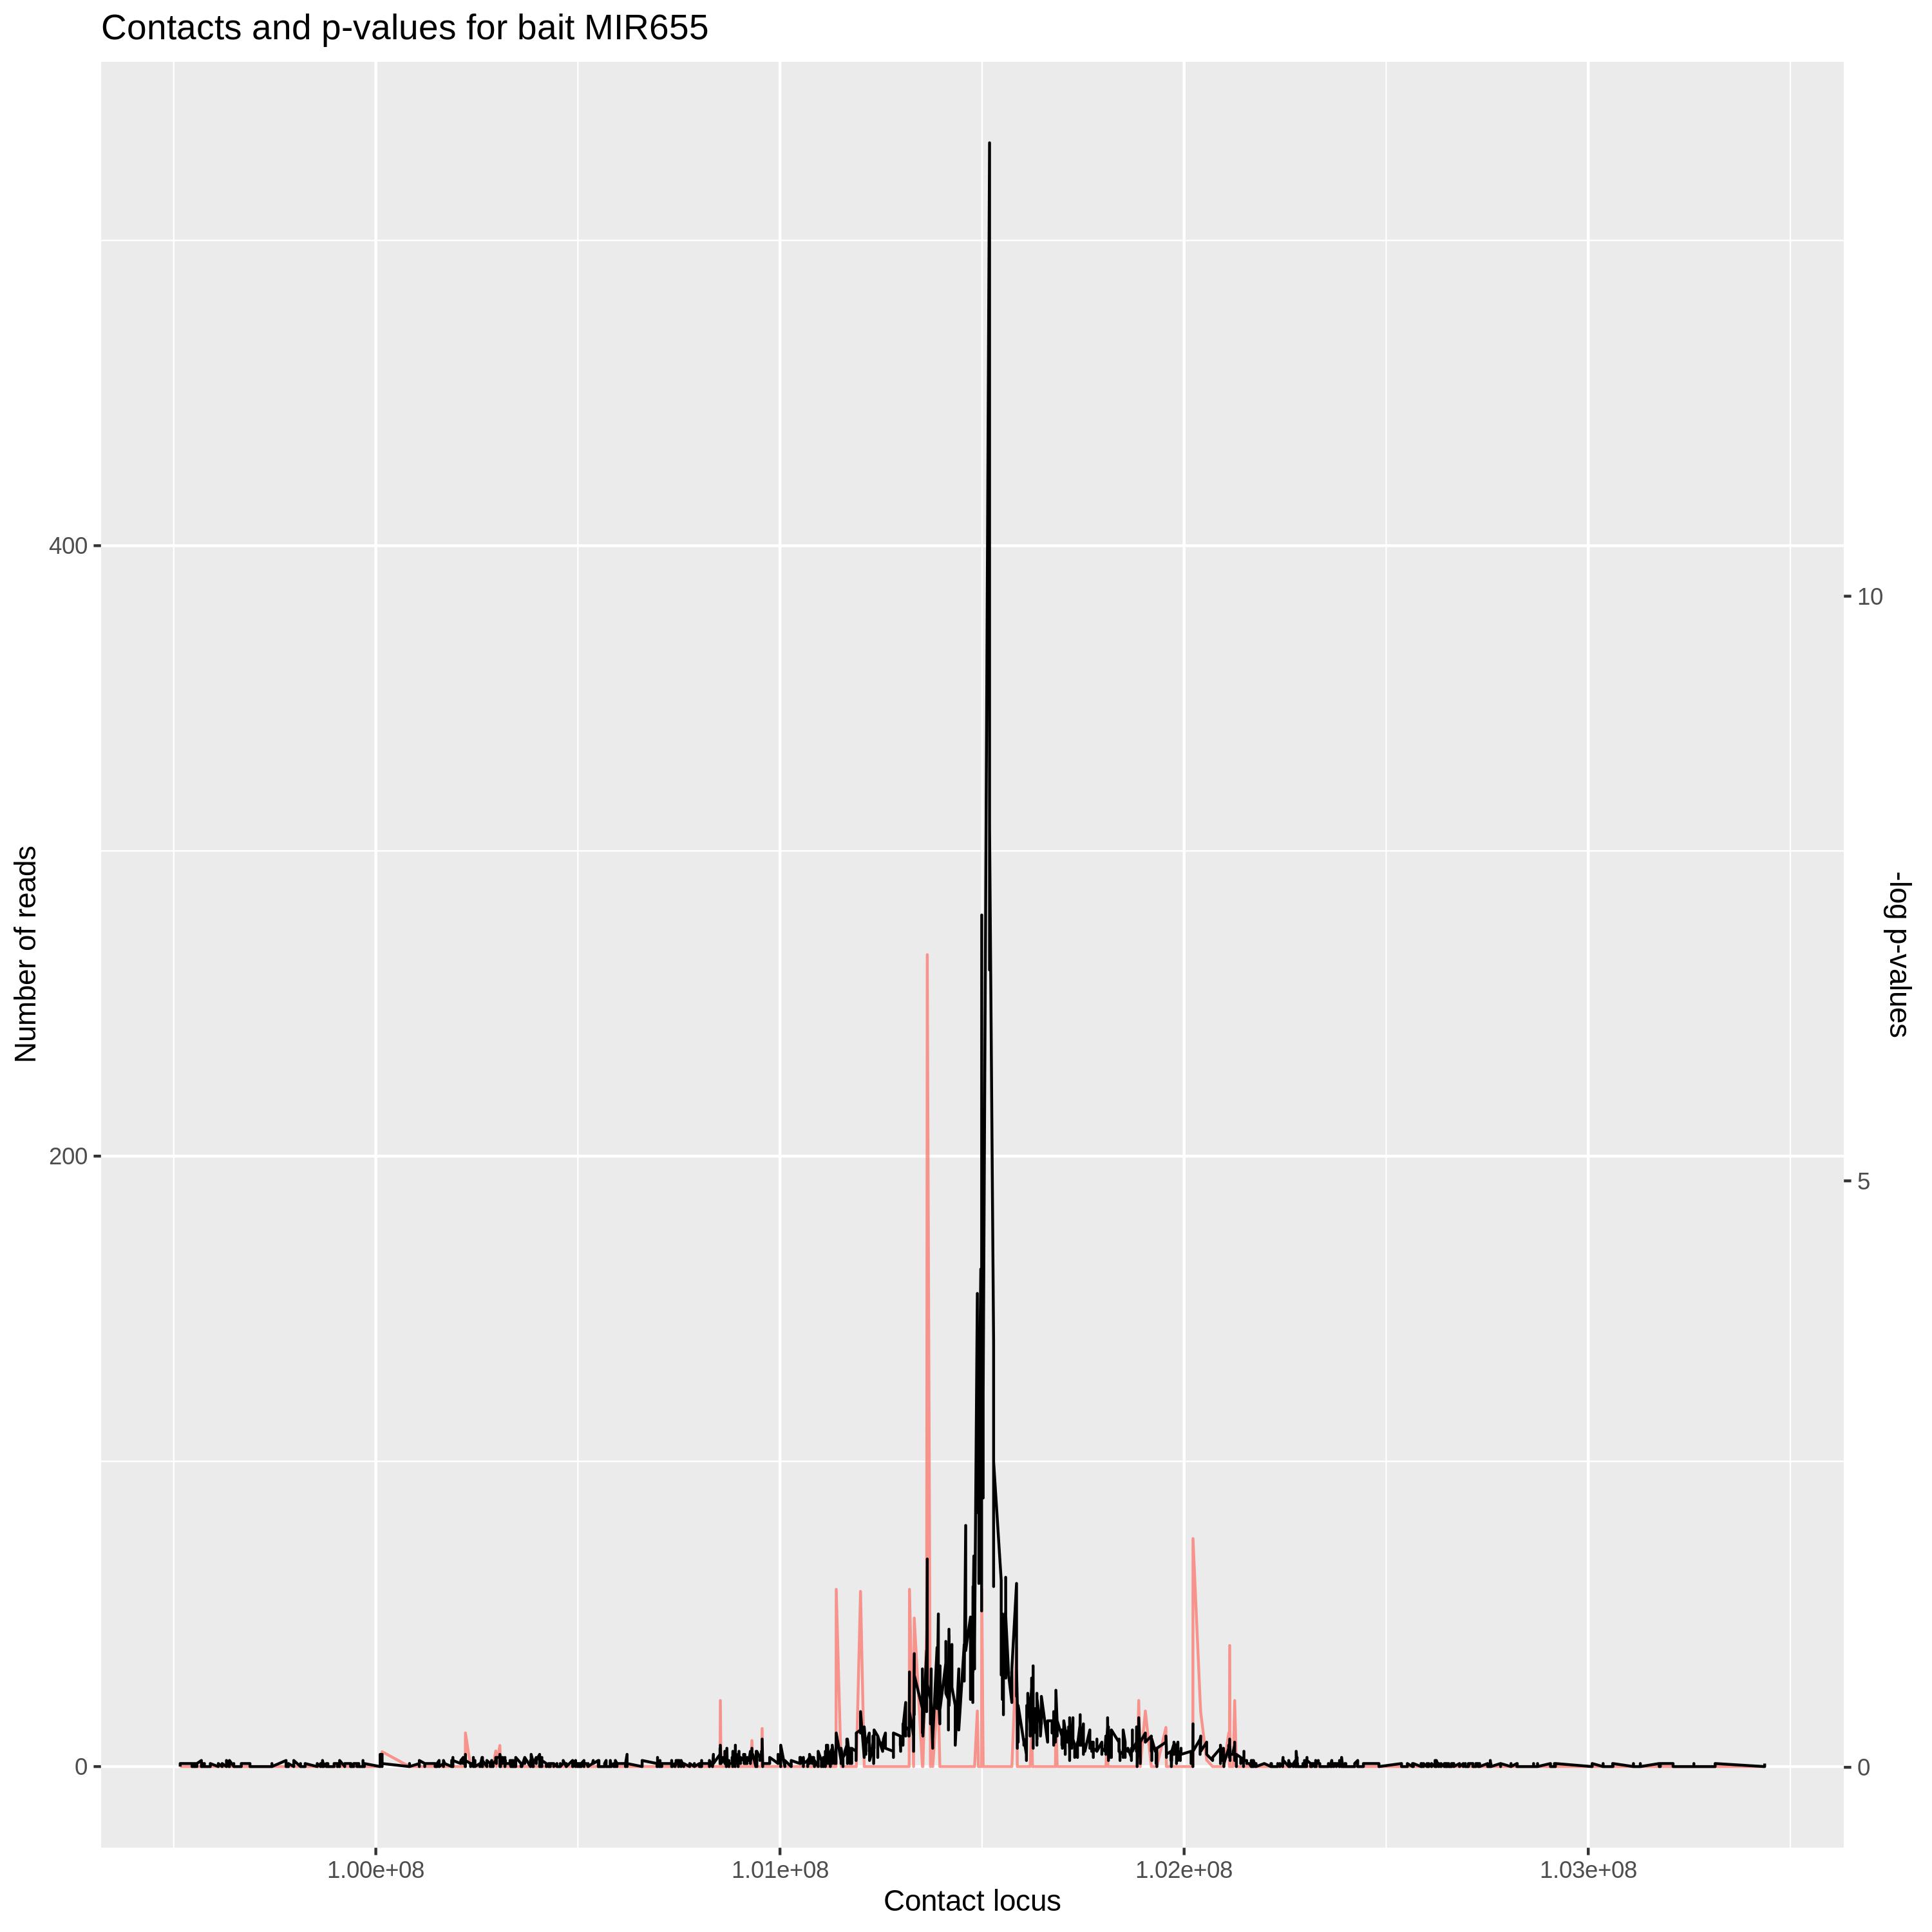 Contacts and p-values for bait MIR655
Number of reads
400
200
0
10
5
0
-log p-values
1.00e+08
1.01e+08
1.02e+08
1.03e+08
Contact locus